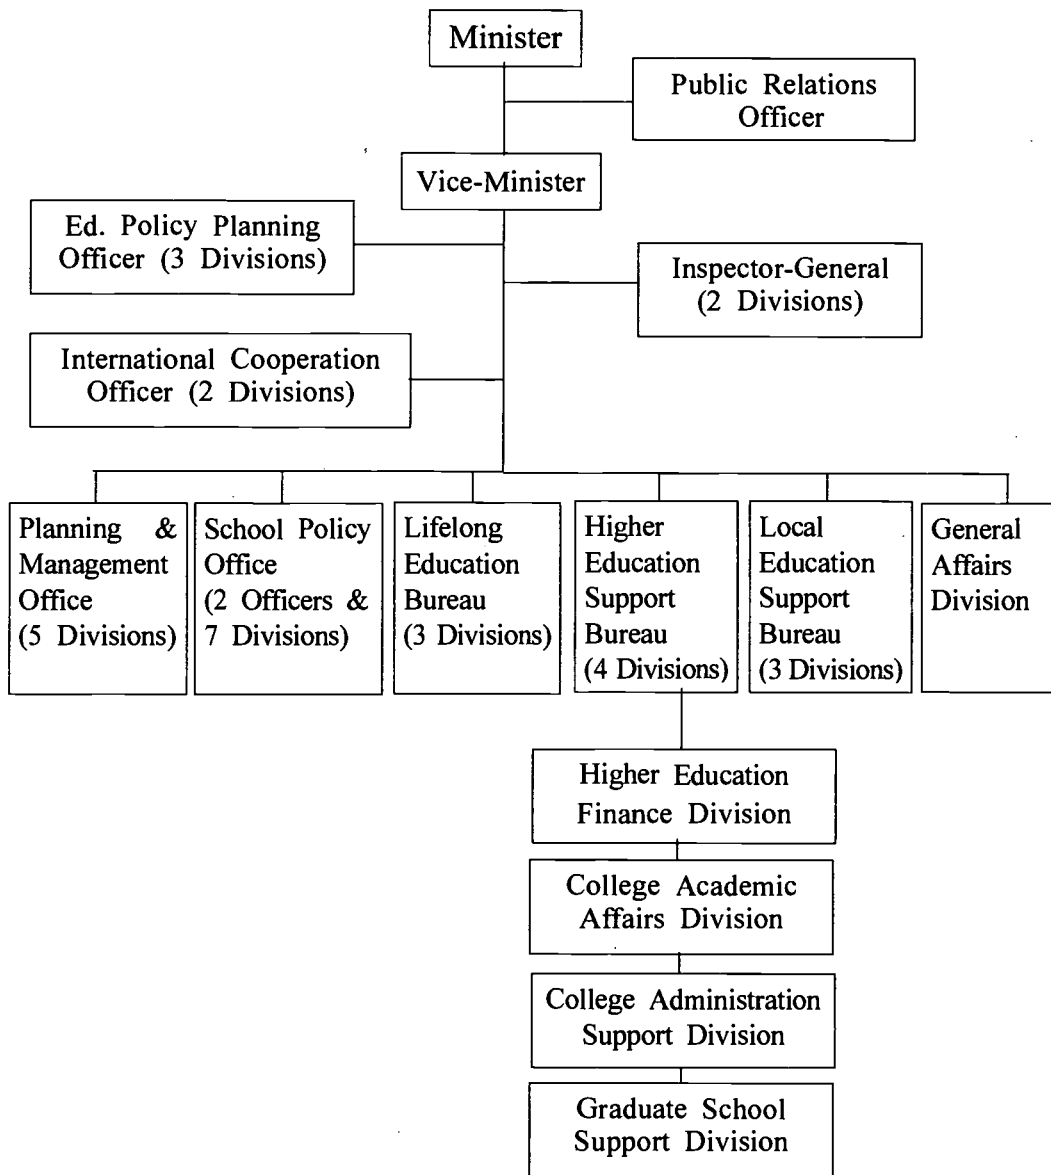 Minister
Public Relations
Officer
Vice-Minister
Ed. Policy Planning
Officer (3 Divisions)
Inspector-General
(2 Divisions)
International Cooperation
Officer (2 Divisions)
Planning &
Management
Office
(5 Divisions)
School Policy
Office
(2 Officers &
7 Divisions)
Lifelong
Education
Bureau
(3 Divisions)
Higher
Education
Support
Bureau
(4 Divisions)
Local
Education
Support
Bureau
(3 Divisions)
General
Affairs
Division
Higher Education
Finance Division
College Academic
Affairs Division
College Administration
Support Division
Graduate School
Support Division